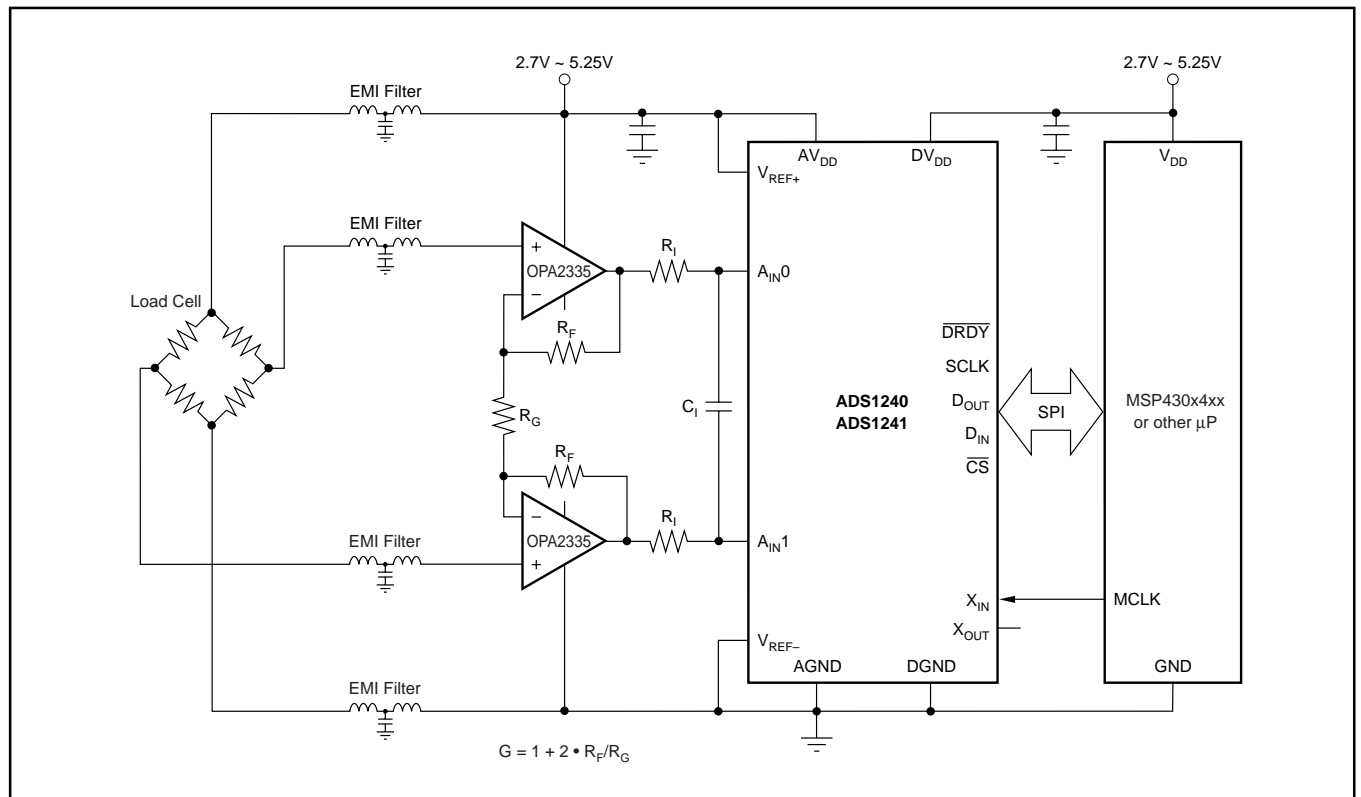 2.7V ~ 5.25V
2.7V ~ 5.25V
EMI Filter
AVDD
DVDD
VDD
VREF+
EMI Filter
+
OPA2335
−
RI
AIN0
Load Cell
RF
DRDY
SCLK
RG
CI
ADS1240
ADS1241
DOUT
DIN
CS
SPI
MSP430x4xx
or other µP
RF
−
OPA2335
+
RI
AIN1
EMI Filter
XIN
MCLK
XOUT
VREF–
AGND
DGND
GND
EMI Filter
G = 1 + 2 • RF/RG